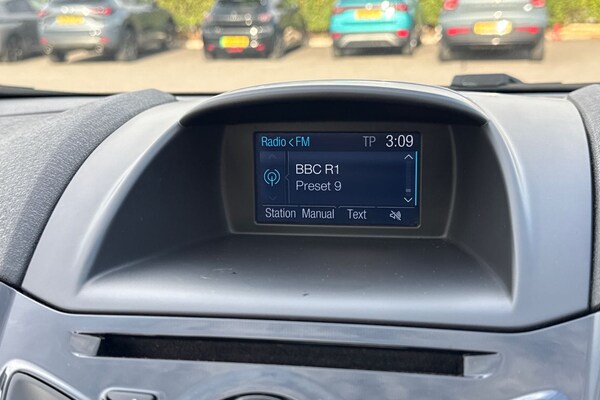 Radio < FM TP 3:09
BBC R1
Preset 9
Station Manual Text